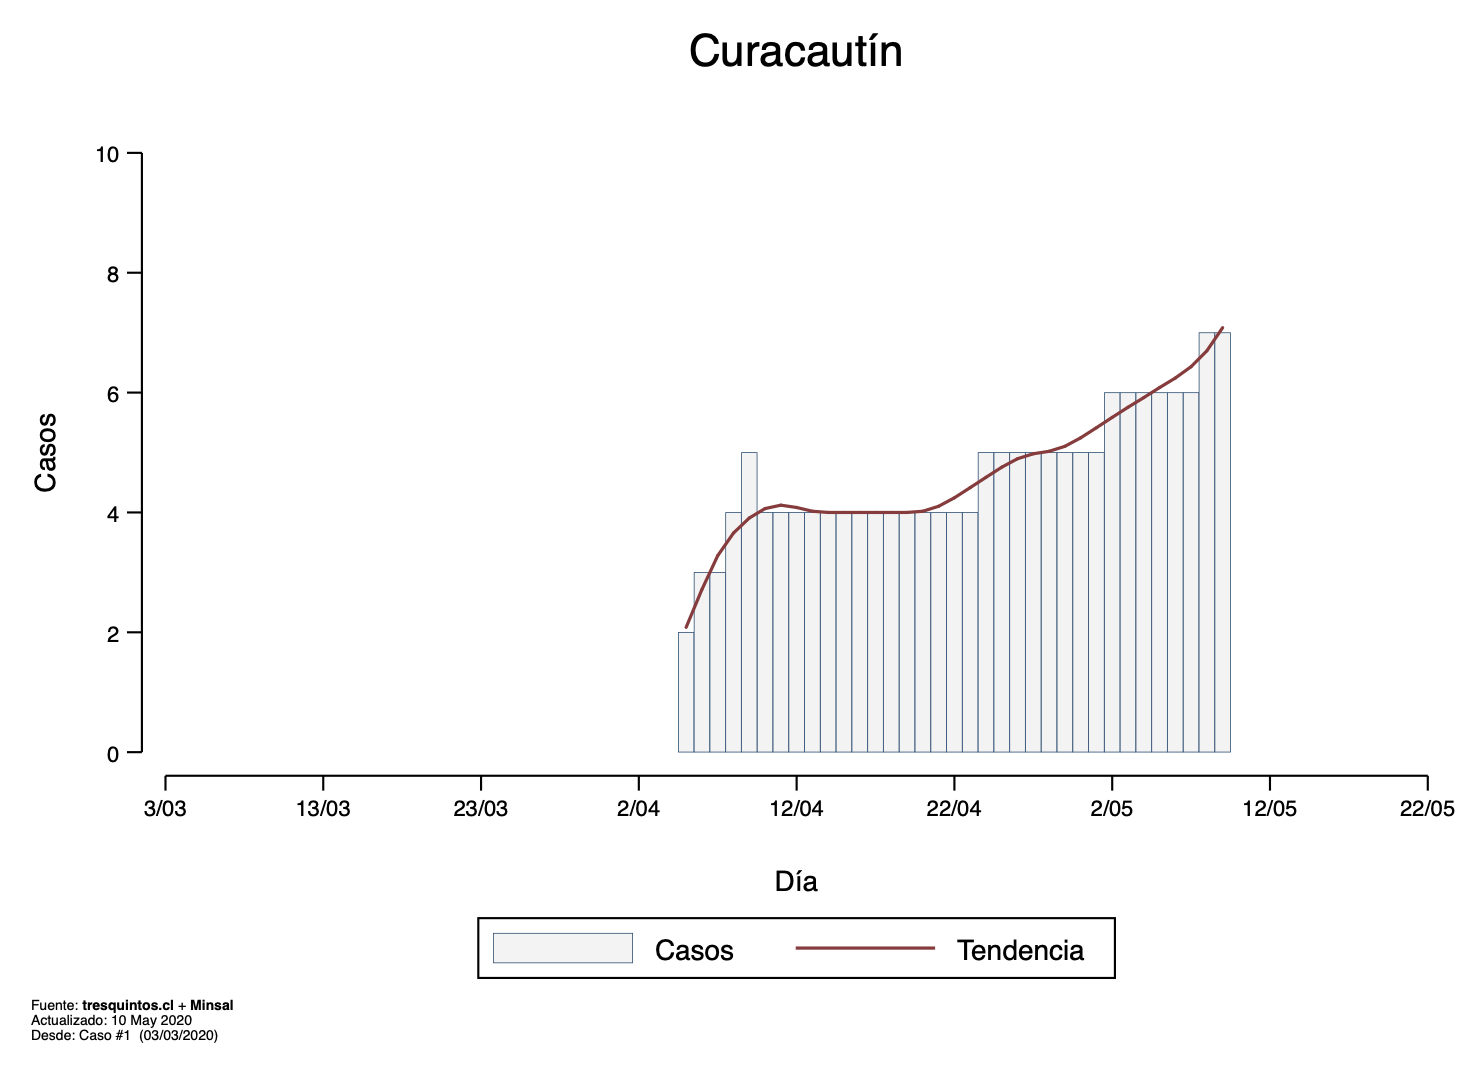 Curacautín
10
8
6
4
2
0
Casos
3/03 13/03 23/03 2/04 12/04 22/04 2/05 12/05 22/05
Día
Casos Tendencia
Fuente: tresquintos.cl + Minsal
Actualizado: 10 May 2020
Desde: Caso #1 (03/03/2020)